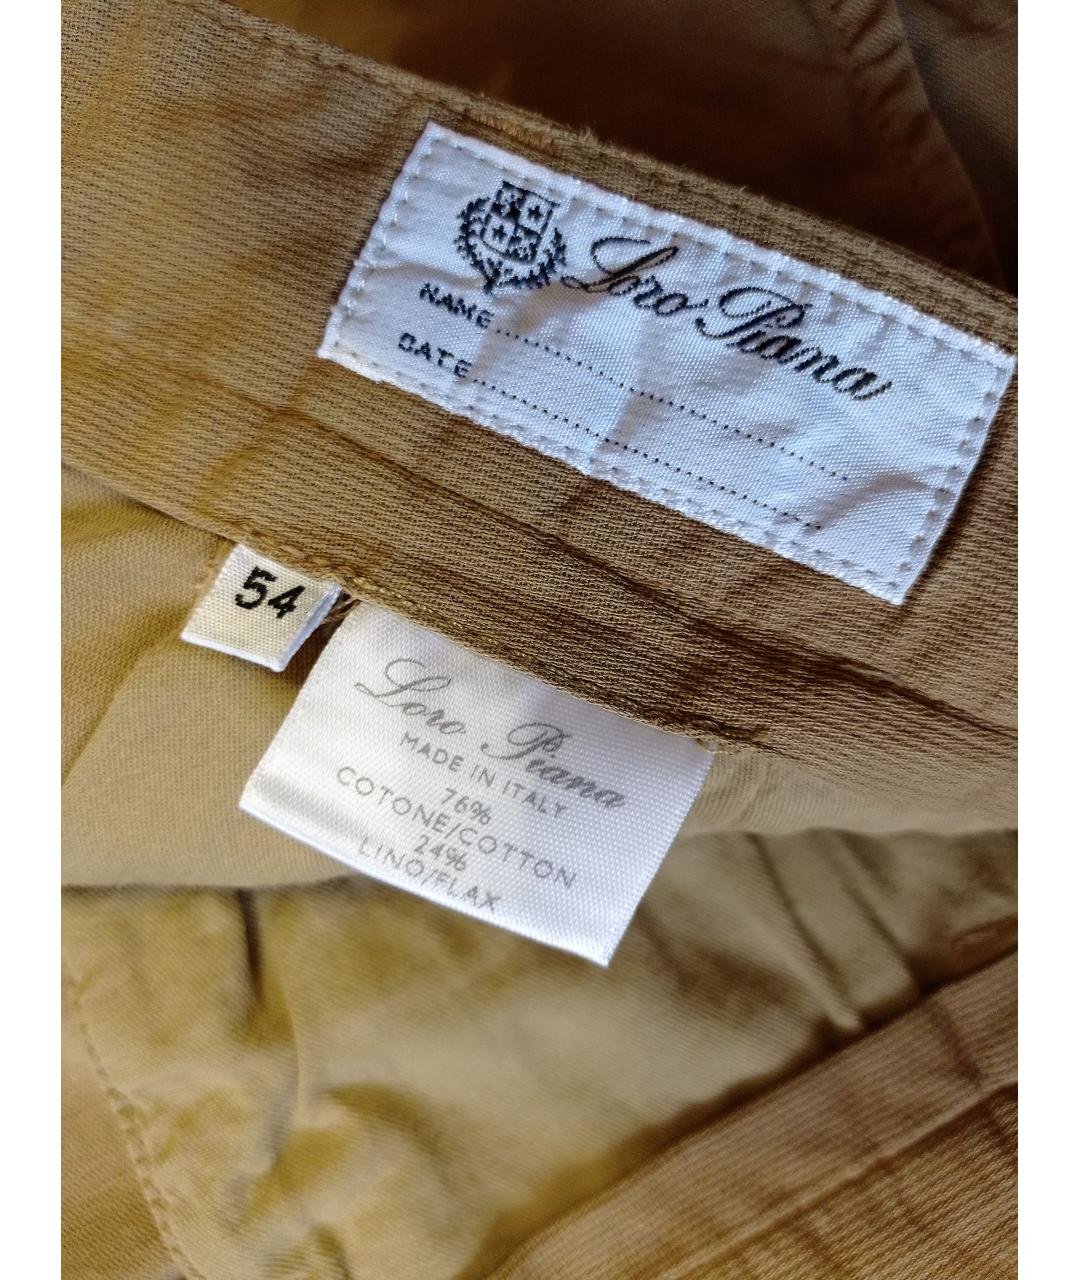 Loro Piana
NAME
DATE
54
Loro Piana
MADE IN ITALY
76%
COTONE/COTTON
24%
LINO/FLAX